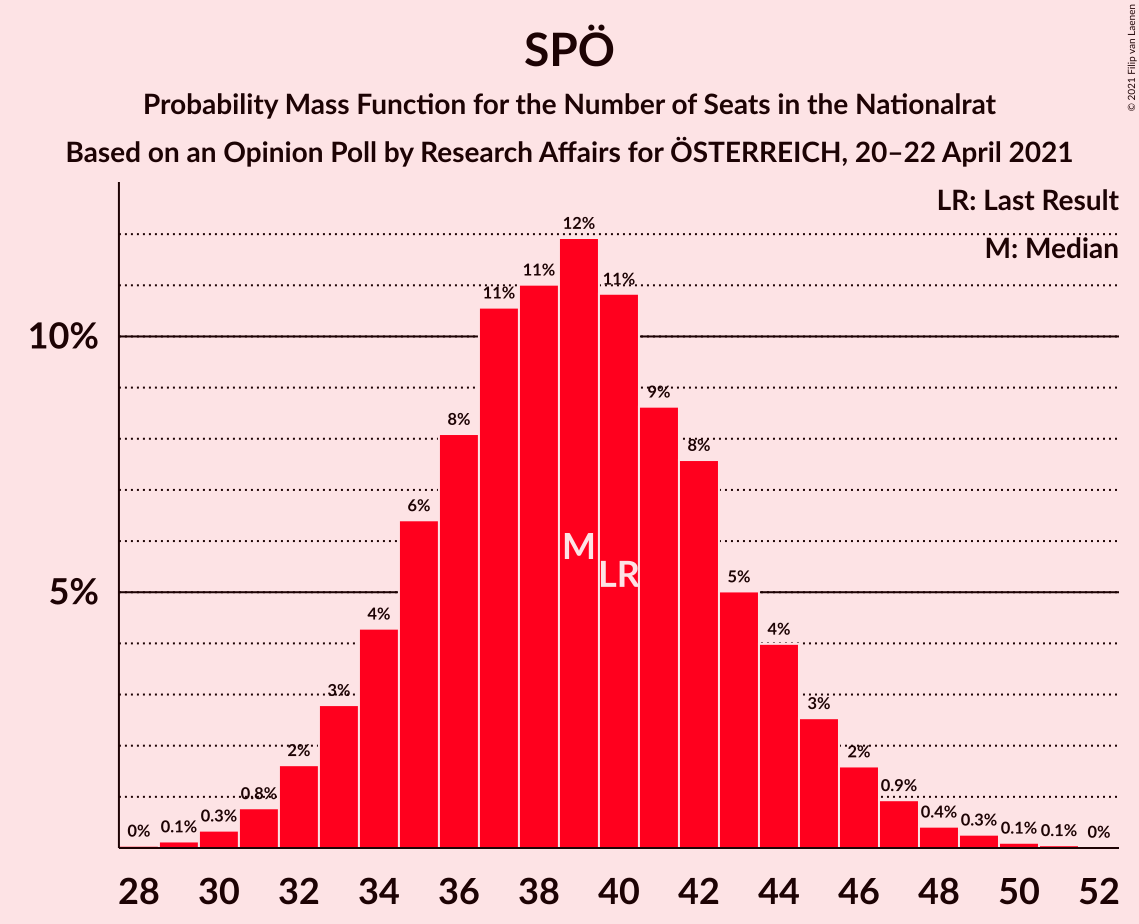 SPÖ
Probability Mass Function for the Number of Seats in the Nationalrat
Based on an Opinion Poll by Research Affairs for ÖSTERREICH, 20–22 April 2021
© 2021 Filip van Laenen
LR: Last Result
M: Median
10%
5%
0% 0.1% 0.3% 0.8% 2% 3% 4% 6% 8% 11% 11% 12% 11% 9% 8% 5% 4% 3% 2% 0.9% 0.4% 0.3% 0.1% 0.1% 0%
M
LR
28 30 32 34 36 38 40 42 44 46 48 50 52